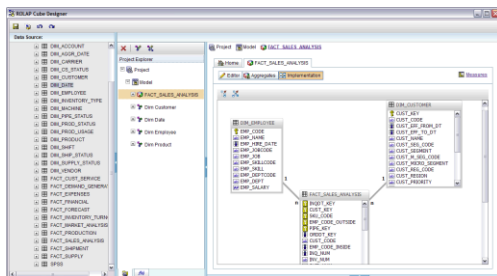 ROLAP Cube Designer
Data Source:
DIM_ACCOUNT
DIM_AGGR_DATE
DIM_CARRIER
DIM_CS_STATUS
DIM_CUSTOMER
DIM_DATE
DIM_EMPLOYEE
DIM_INVENTORY_TYPE
DIM_MACHINE
DIM_PIPE_STATUS
DIM_PROD_STATUS
DIM_PROD_USAGE
DIM_PRODUCT
DIM_SHIFT
DIM_SHIP_STATUS
DIM_SUPPLY_STATUS
DIM_VENDOR
FACT_CUST_SERVICE
FACT_DEMAND_GENERAT
FACT_EXPENSES
FACT_FINANCIAL
FACT_FORECAST
FACT_INVENTORY_TURN
FACT_MARKET_ANALYSIS
FACT_PRODUCTION
FACT_SALES_ANALYSIS
FACT_SHIPMENT
FACT_SUPPLY
Project Explorer
Project
Model
FACT_SALES_ANALYSIS
Dim Customer
Dim Date
Dim Employee
Dim Product
Project Model FACT_SALES_ANALYSIS
Home FACT_SALES_ANALYSIS
Editor Aggregates Implementation
Measures
DIM_EMPLOYEE
EMP_CODE
EMP_NAME
EMP_HIRE_DATE
EMP_JOBCODE
EMP_JOB
EMP_SKILLCODE
EMP_SKILL
EMP_DEPTCODE
EMP_DEPT
EMP_SALARY
DIM_CUSTOMER
CUST_KEY
CUST_CODE
CUST_EFF_FROM_DT
CUST_EFF_TO_DT
CUST_NAME
CUST_SEG_CODE
CUST_SEGMENT
CUST_M_SEG_CODE
CUST_MICRO_SEGMENT
CUST_REG_CODE
CUST_REGION
CUST_PRIORITY
FACT_SALES_ANALYSIS
CUST_KEY
SKU_CODE
EMP_CODE_OUTSIDE
PIPE_KEY
CUST_CODE
EMP_CODE_INSIDE
INQ_NUM
INV_NUM